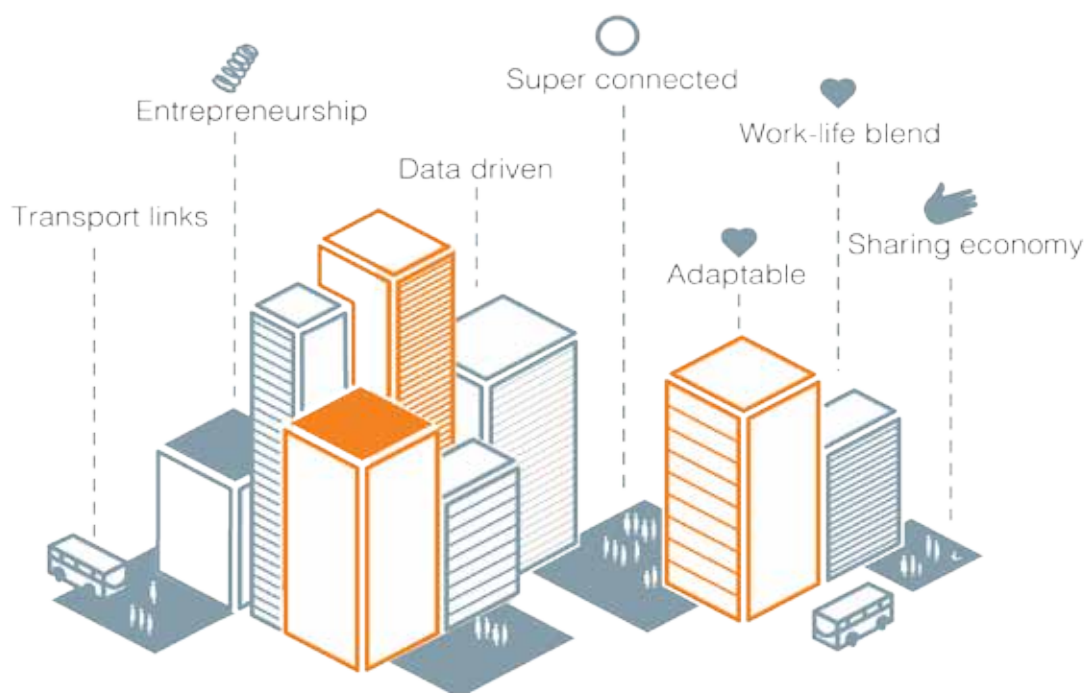 Super connected
Entrepreneurship
Work-life blend
Data driven
Transport links
Sharing economy
Adaptable